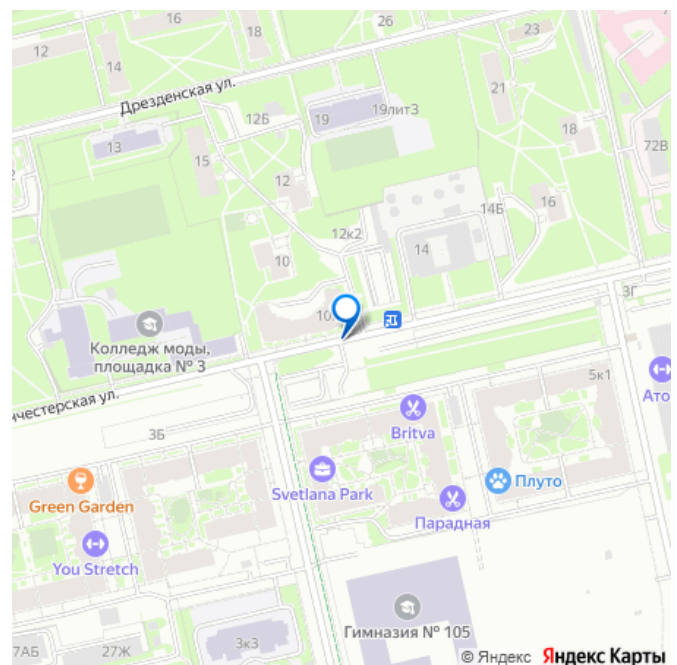 16
26
12
18
23
14
21
Дрезденская ул.
12Б
19
19лит3
13
15
18
72В
12
16
14Б
12к2
14
10
3Г
Колледж моды,
площадка № 3
5к1
нчестерская ул.
Ато
3Б
Britva
Svetlana Park
Плуто
Green Garden
Парадная
You Stretch
Гимназия № 105
3к3
7АБ
27Ж
© Яндекс Яндекс Карты